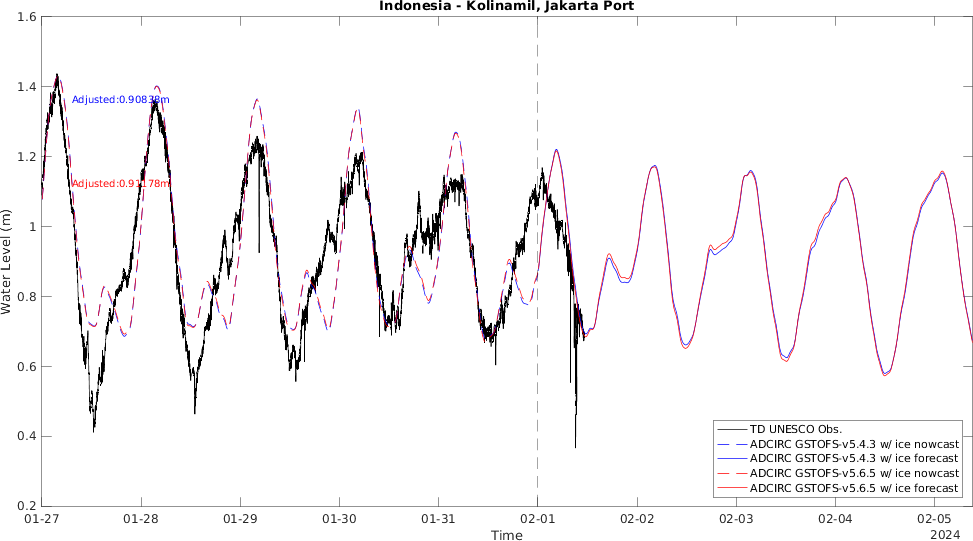 Indonesia - Kolinamil, Jakarta Port
1.6
1.4
1.2
1
0.8
0.6
0.4
0.2
Water Level (m)
Adjusted:0.90838m
Adjusted:0.91178m
TD UNESCO Obs.
ADCIRC GSTOFS-v5.4.3 w/ ice nowcast
ADCIRC GSTOFS-v5.4.3 w/ ice forecast
ADCIRC GSTOFS-v5.6.5 w/ ice nowcast
ADCIRC GSTOFS-v5.6.5 w/ ice forecast
01-27 01-28 01-29 01-30 01-31 02-01 02-02 02-03 02-04 02-05
Time
2024